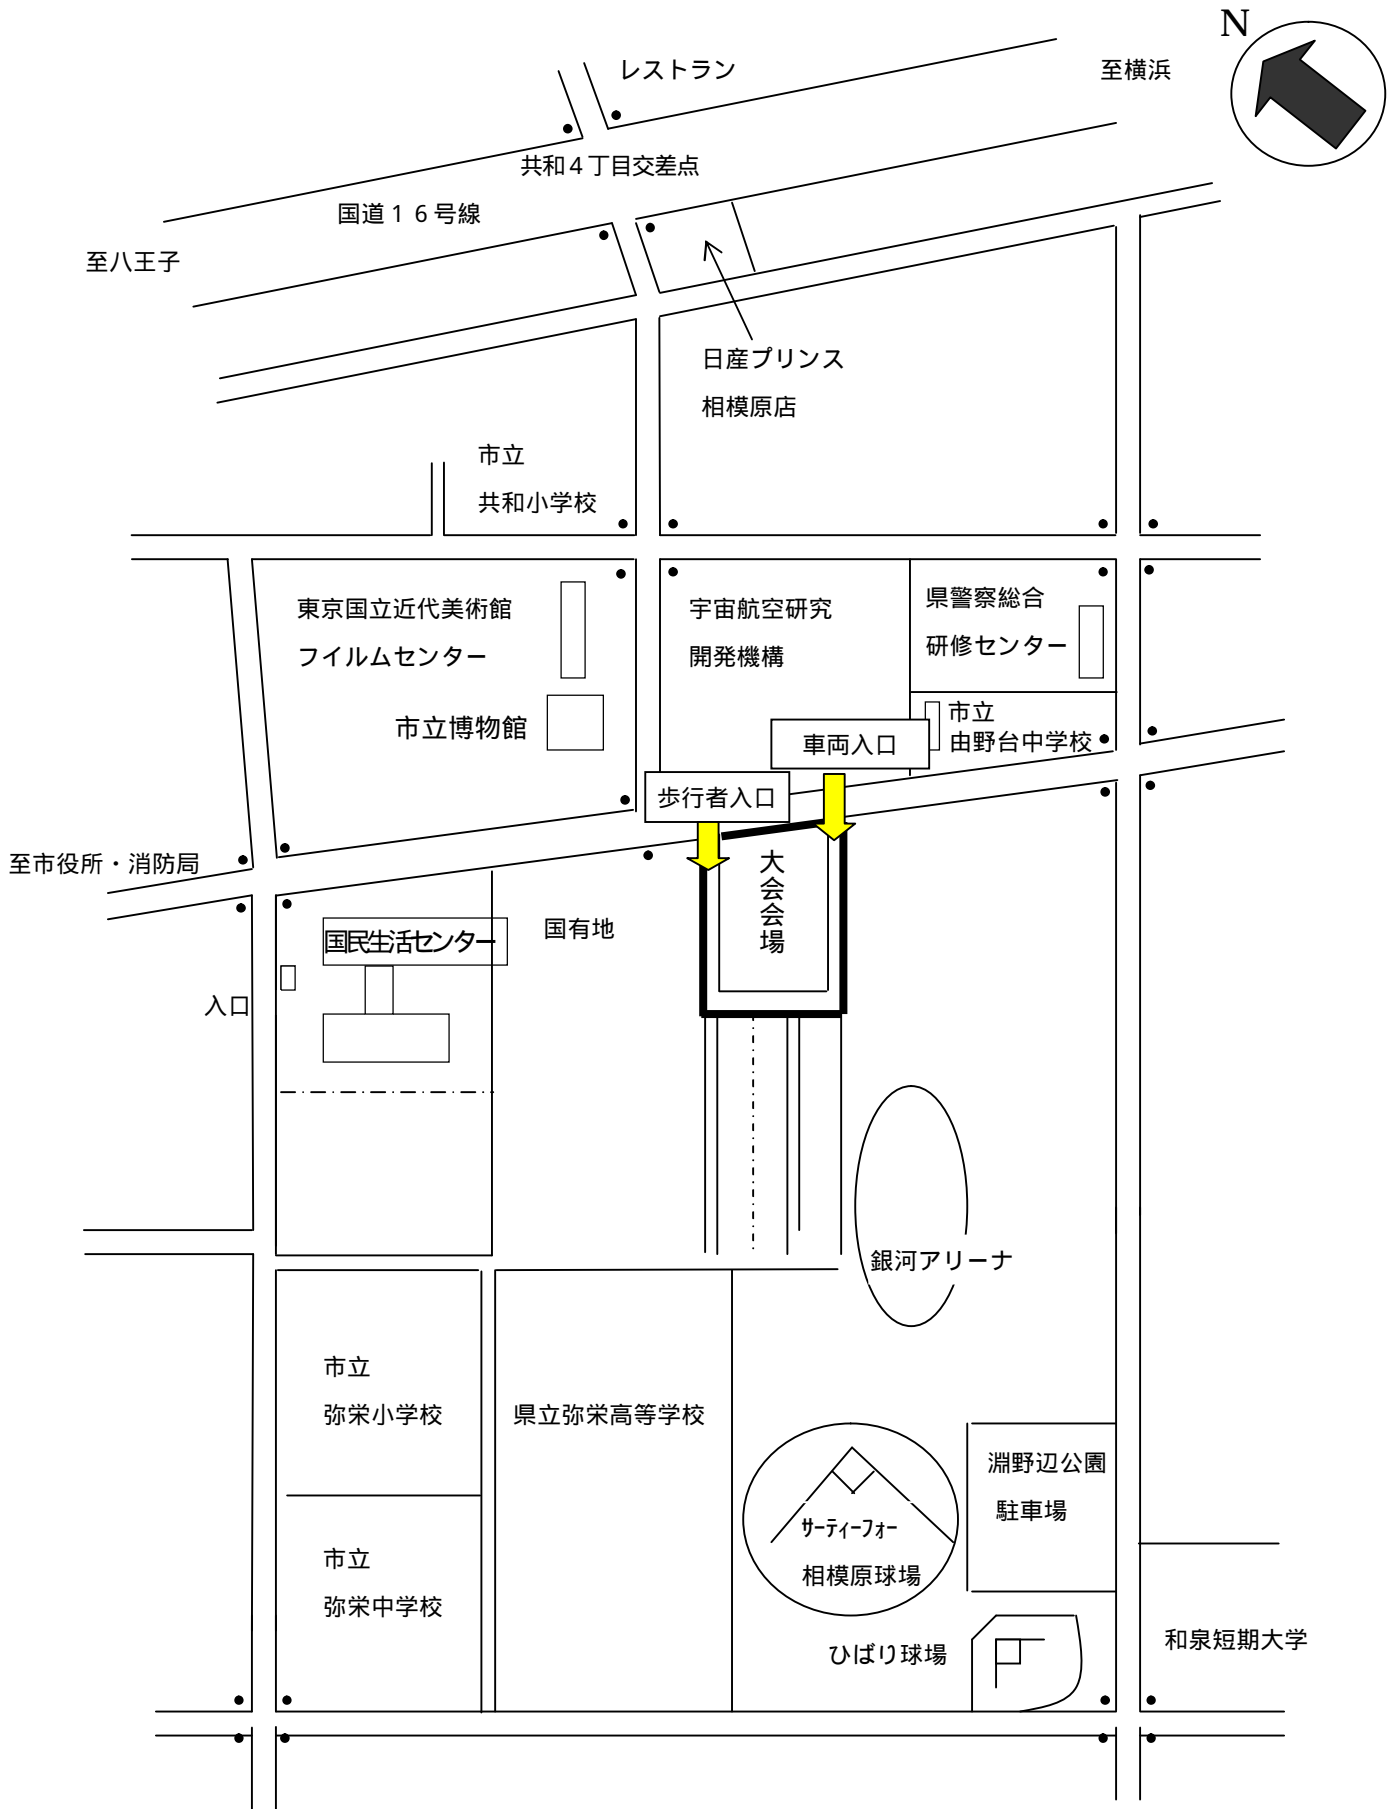 N
レストラン
至横浜
共和４丁目交差点
国道１６号線
至八王子
日産プリンス
相模原店
市立
共和小学校
東京国立近代美術館
フイルムセンター
宇宙航空研究
開発機構
県警察総合
研修センター
市立博物館
市立
由野台中学校
車両入口
歩行者入口
至市役所・消防局
大会会場
国民生活センター
国有地
入口
銀河アリーナ
市立
弥栄小学校
県立弥栄高等学校
淵野辺公園
駐車場
ｻｰﾃｨｰﾌｫｰ
相模原球場
市立
弥栄中学校
ひばり球場
和泉短期大学